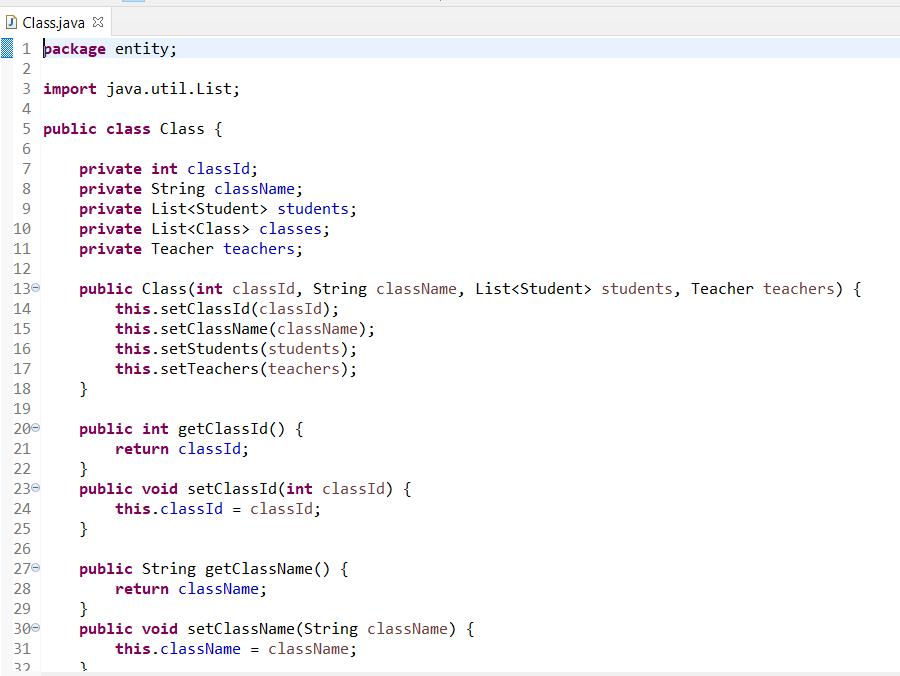 Class.java
1 package entity;
2
3 import java.util.List;
4
5 public class Class {
6
7     private int classId;
8     private String className;
9     private List<Student> students;
10     private List<Class> classes;
11     private Teacher teachers;
12
13     public Class(int classId, String className, List<Student> students, Teacher teachers) {
14         this.setClassId(classId);
15         this.setClassName(className);
16         this.setStudents(students);
17         this.setTeachers(teachers);
18     }
19
20     public int getClassId() {
21         return classId;
22     }
23     public void setClassId(int classId) {
24         this.classId = classId;
25     }
26
27     public String getClassName() {
28         return className;
29     }
30     public void setClassName(String className) {
31         this.className = className;
32     }